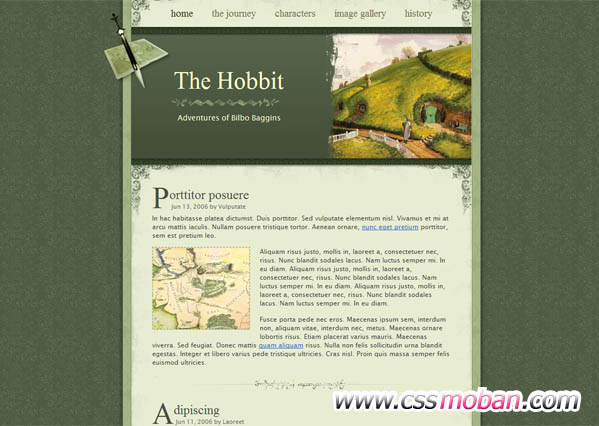 home the journey characters image gallery history
The Hobbit
Adventures of Bilbo Baggins
Porttitor posuere
Jun 13, 2006 by Vulputate
In hac habitasse platea dictumst. Duis porttitor. Sed vulputate elementum nisl. Vivamus et mi at
arcu mattis iaculis. Nullam posuere tristique tortor. Aenean ornare, nunc eget pretium porttitor,
sem est pretium leo.
Aliquam risus justo, mollis in, laoreet a, consectetuer nec,
risus. Nunc blandit sodales lacus. Nam luctus semper mi. In
eu diam. Aliquam risus justo, mollis in, laoreet a,
consectetuer nec, risus. Nunc blandit sodales lacus. Nam
luctus semper mi. In eu diam. Aliquam risus justo, mollis in,
laoreet a, consectetuer nec, risus. Nunc blandit sodales
lacus. Nam luctus semper mi. In eu diam.
Fusce porta pede nec eros. Maecenas ipsum sem, interdum
non, aliquam vitae, interdum nec, metus. Maecenas ornare
lobortis risus. Etiam placerat varius mauris. Maecenas
viverra. Sed feugiat. Donec mattis quam aliquam risus. Nulla non felis sollicitudin urna blandit
egestas. Integer et libero varius pede tristique ultricies. Cras nisl. Proin quis massa semper felis
euismod ultricies.
Adipiscing
Jun 11, 2006 by Laoreet
www.cssmoban.com